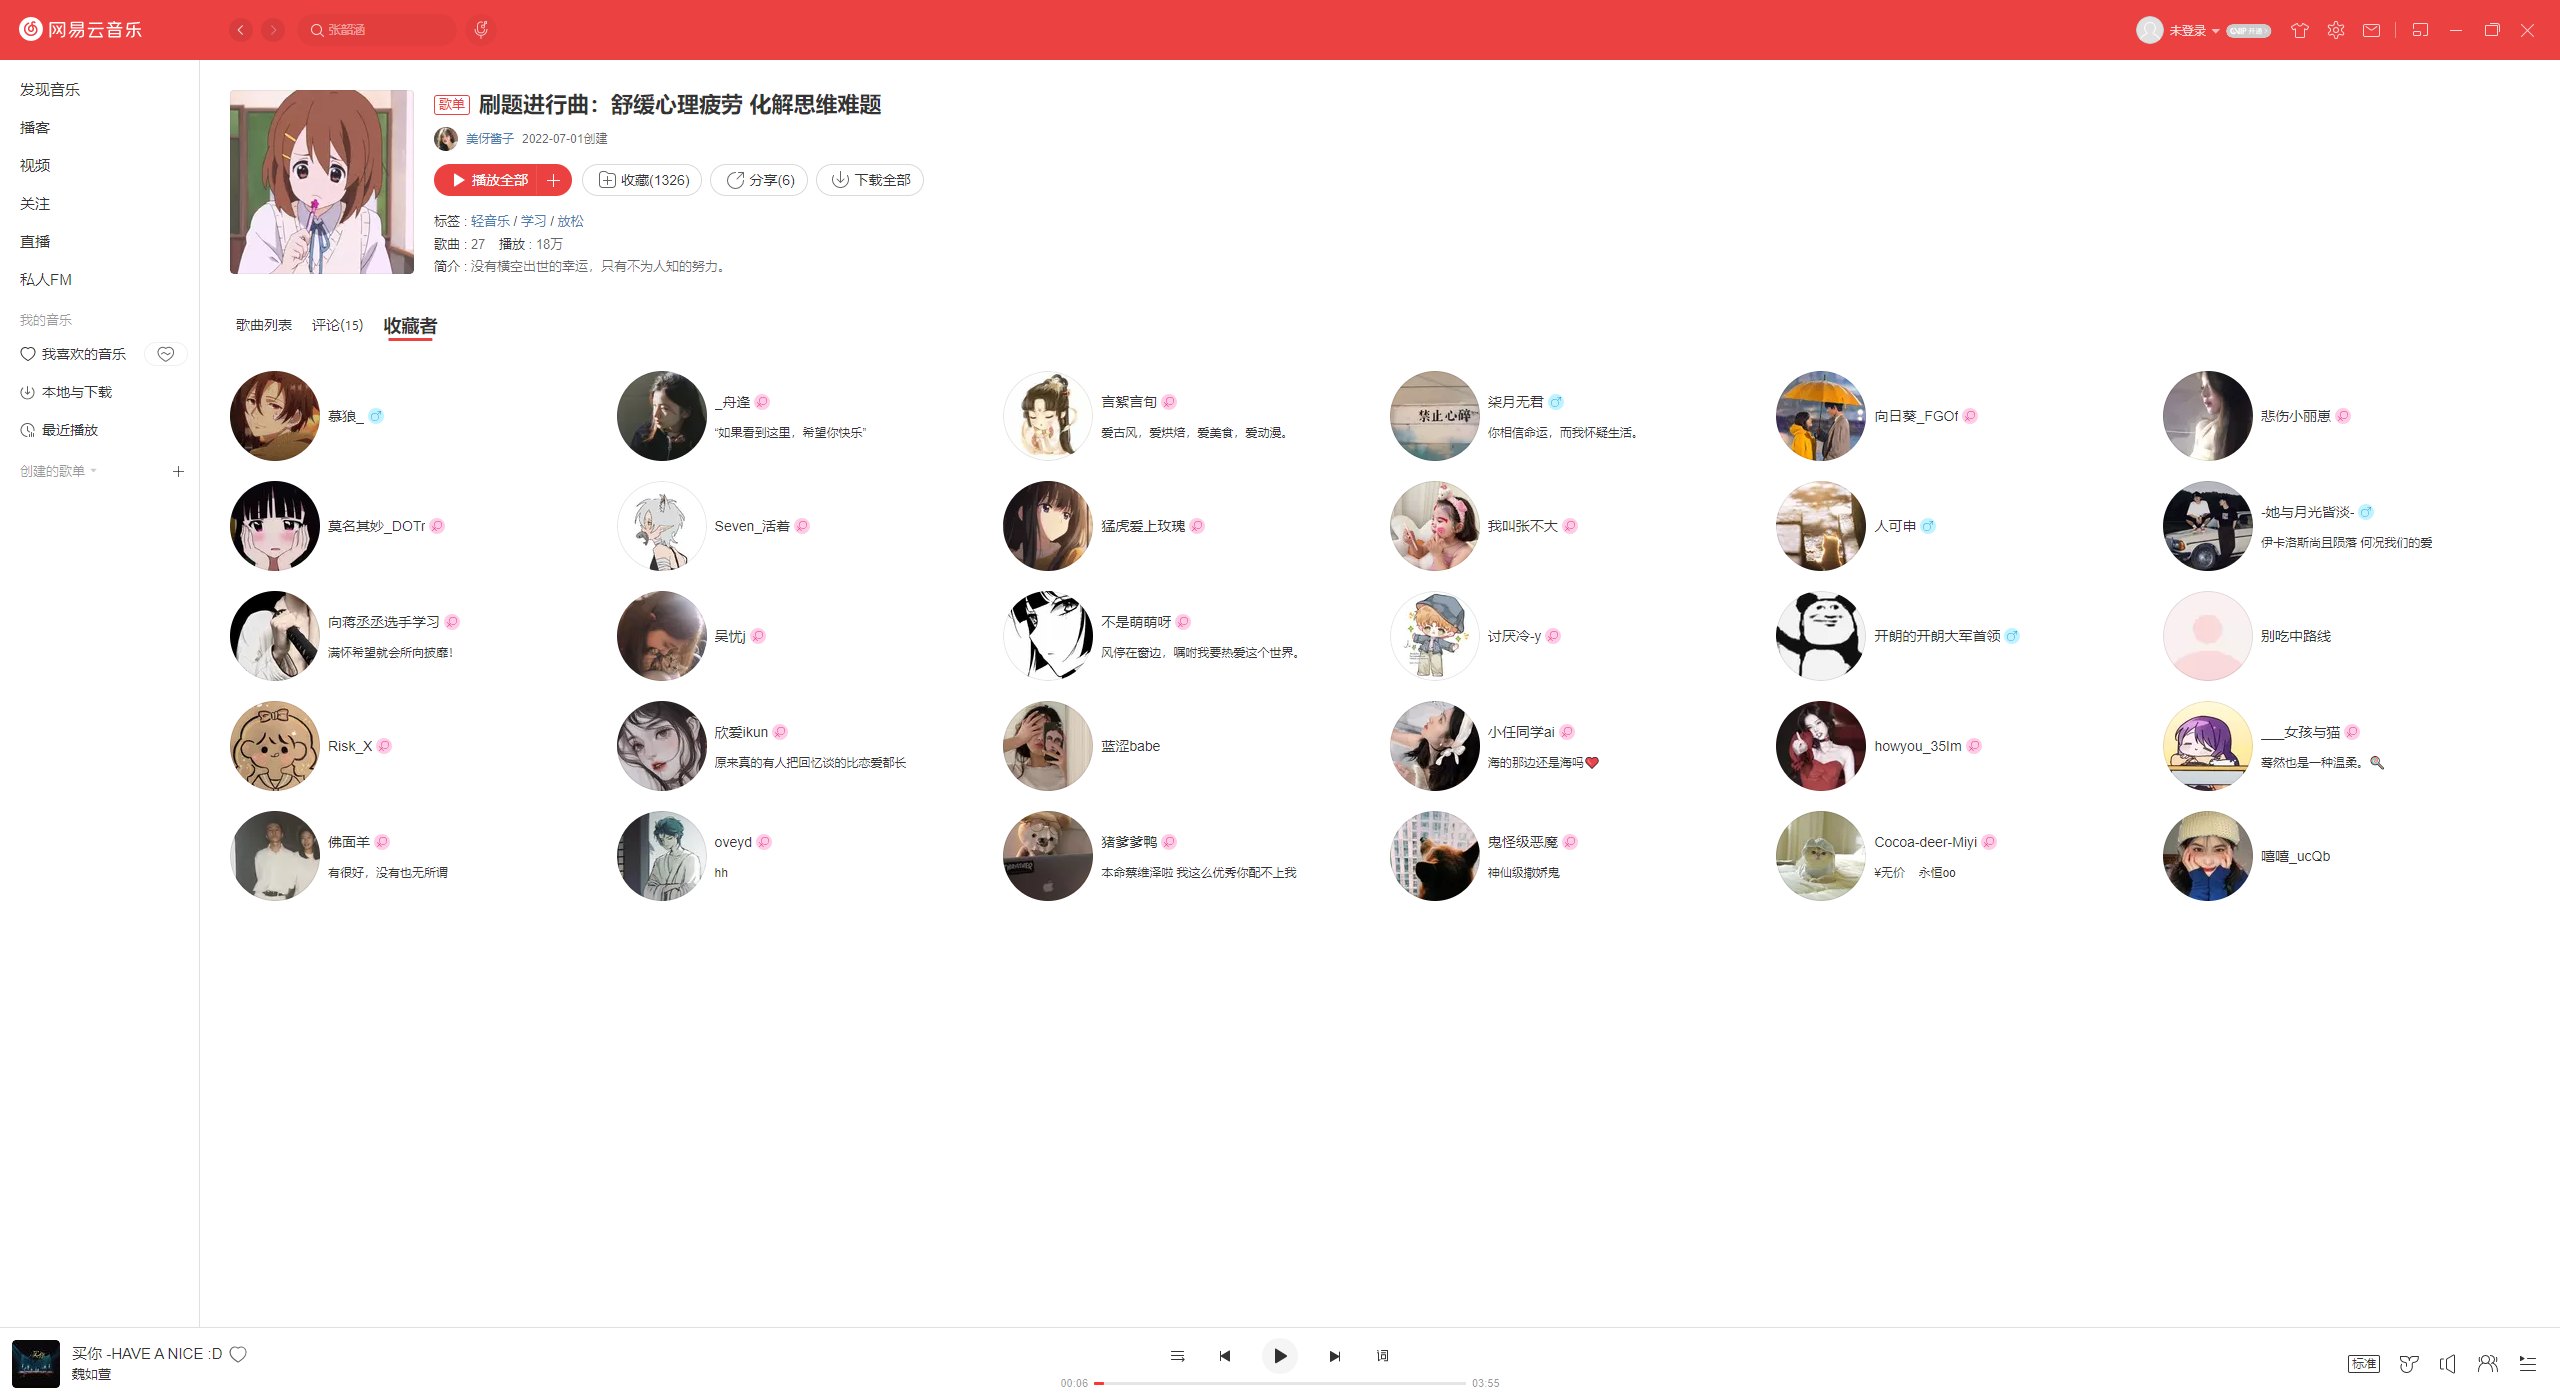 网易云音乐
张韶涵
未登录
开通
发现音乐
播客
视频
关注
直播
私人FM
我的音乐
我喜欢的音乐
本地与下载
最近播放
创建的歌单
歌单 刷题进行曲：舒缓心理疲劳 化解思维难题
美伢酱子 2022-07-01创建
播放全部
收藏(1326)
分享(6)
下载全部
标签 : 轻音乐 / 学习 / 放松
歌曲 : 27 播放 : 18万
简介 : 没有横空出世的幸运，只有不为人知的努力。
歌曲列表 评论(15) 收藏者
慕狼_
_舟逢
“如果看到这里，希望你快乐”
言絮言旬
爱古风，爱烘焙，爱美食，爱动漫。
禁止心碎
柒月无君
你相信命运，而我怀疑生活。
向日葵_FGOf
悲伤小丽崽
莫名其妙_DOTr
Seven_活着
猛虎爱上玫瑰
我叫张不大
人可申
-她与月光皆淡-
伊卡洛斯尚且陨落 何况我们的爱
向蒋丞丞选手学习
满怀希望就会所向披靡！
吴忧j
不是萌萌呀
风停在窗边，嘱咐我要热爱这个世界。
讨厌冷-y
开朗的开朗大军首领
别吃中路线
Risk_X
欣爱ikun
原来真的有人把回忆谈的比恋爱都长
蓝涩babe
小任同学ai
海的那边还是海吗❤
howyou_35lm
___女孩与猫
蓦然也是一种温柔。🔍
佛面羊
有很好，没有也无所谓
oveyd
hh
猪爹爹鸭
本命蔡维泽啦 我这么优秀你配不上我
鬼怪级恶魔
神仙级撒娇鬼
Cocoa-deer-Miyi
¥无价 永恒oo
嘻嘻_ucQb
买你 -HAVE A NICE :D
魏如萱
词
00:06
03:55
标准